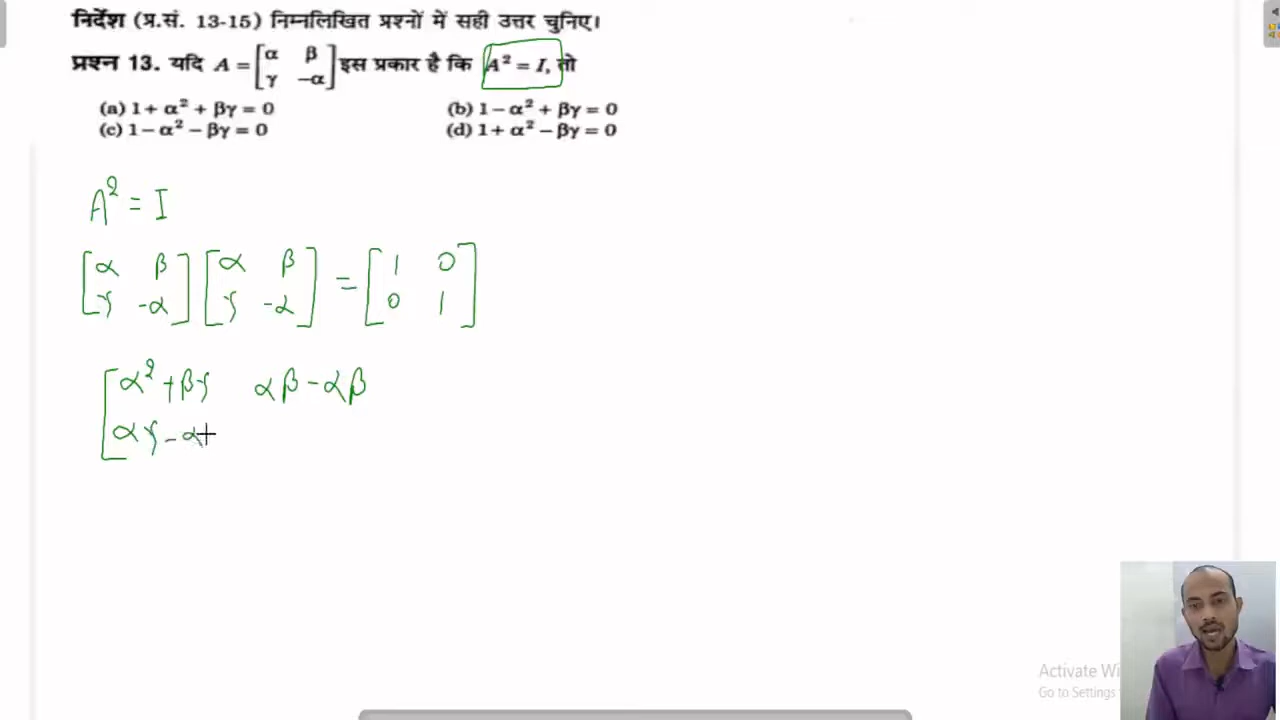 निर्देश (प्र.सं. 13-15) निम्नलिखित प्रश्नों में सही उत्तर चुनिए।
प्रश्न 13. यदि A = [α β γ −α] इस प्रकार है कि A² = I, तो
(a) 1 + α² + βγ = 0 (b) 1 − α² + βγ = 0
(c) 1 − α² − βγ = 0 (d) 1 + α² − βγ = 0
A² = I
[α β γ -α] [α β γ -α] = [1 0 0 1]
[α² + βγ αβ - αβ
αγ - α
Activate Wi
Go to Settings